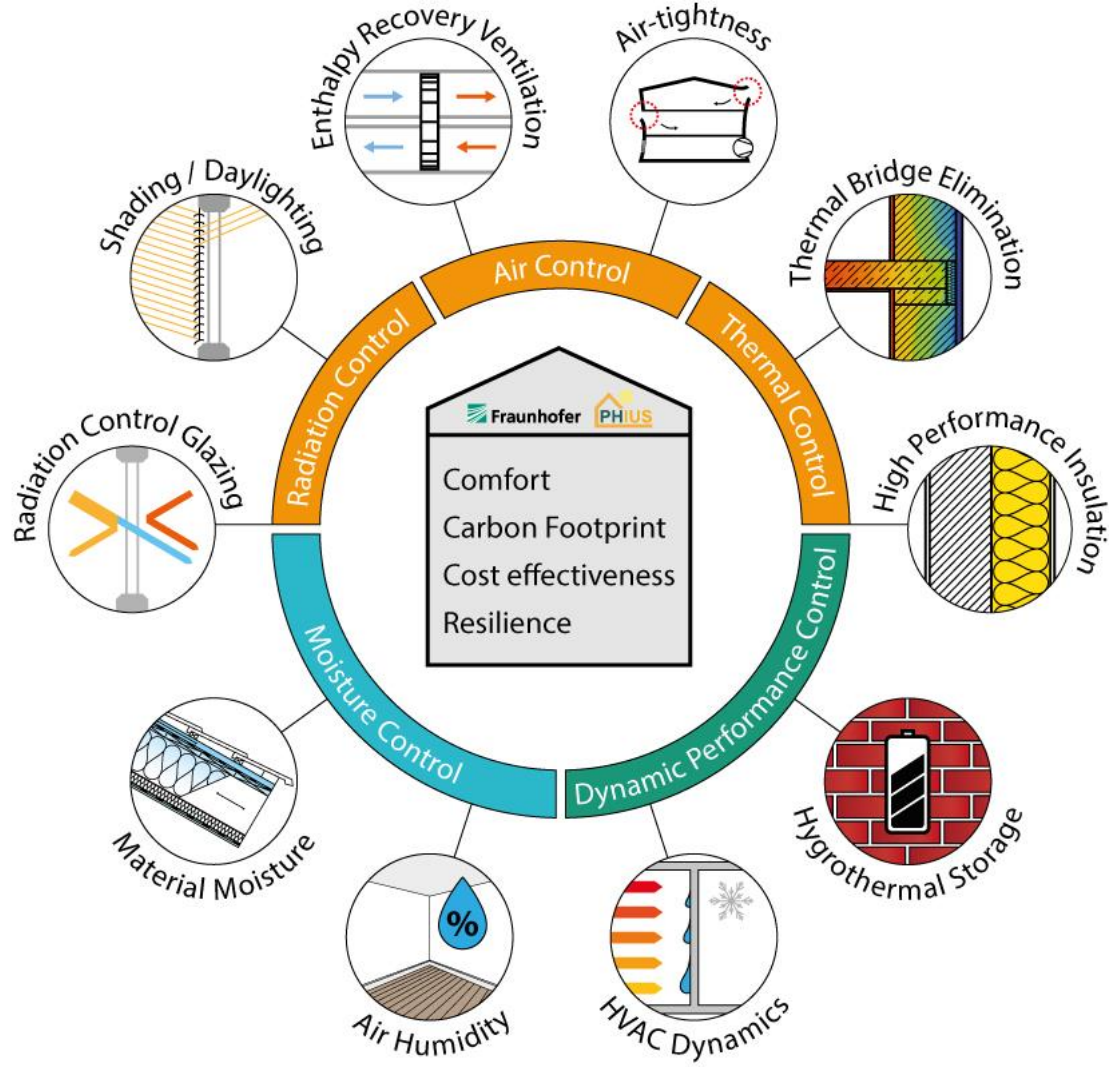 Enthalpy Recovery Ventilation
Air-tightness
Shading / Daylighting
Thermal Bridge Elimination
Air Control
Radiation Control
Thermal Control
Radiation Control Glazing
High Performance Insulation
Fraunhofer
PHIUS
Comfort
Carbon Footprint
Cost effectiveness
Resilience
Moisture Control
Dynamic Performance Control
Material Moisture
Hygrothermal Storage
%
Air Humidity
HVAC Dynamics